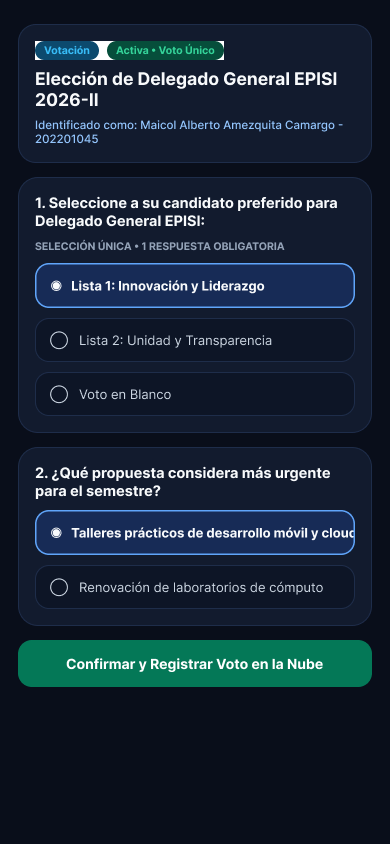 Votación Activa • Voto Único
Elección de Delegado General EPISI
2026-II
Identificado como: Maicol Alberto Amezquita Camargo -
202201045
1. Seleccione a su candidato preferido para
Delegado General EPISI:
SELECCIÓN ÚNICA • 1 RESPUESTA OBLIGATORIA
Lista 1: Innovación y Liderazgo
Lista 2: Unidad y Transparencia
Voto en Blanco
2. ¿Qué propuesta considera más urgente
para el semestre?
Talleres prácticos de desarrollo móvil y cloud
Renovación de laboratorios de cómputo
Confirmar y Registrar Voto en la Nube